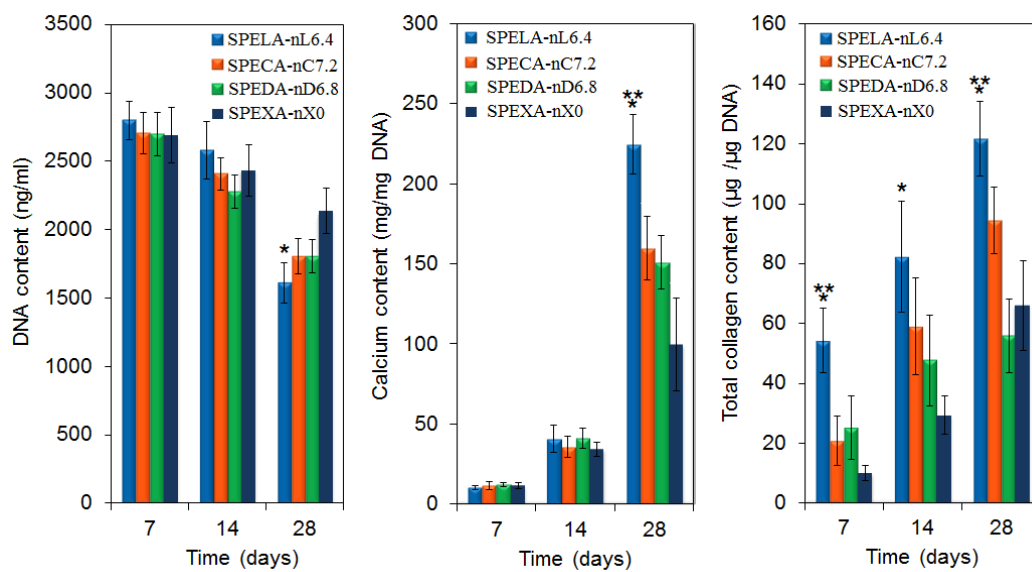 DNA content (ng/ml)
3500
3000
2500
2000
1500
1000
500
0
SPELA-nL6.4
SPECA-nC7.2
SPEDA-nD6.8
SPEXA-nX0
*
7 14 28
Time (days)
Calcium content (mg/mg DNA)
300
250
200
150
100
50
0
SPELA-nL6.4
SPECA-nC7.2
SPEDA-nD6.8
SPEXA-nX0
**
*
7 14 28
Time (days)
Total collagen content (µg /µg DNA)
160
140
120
100
80
60
40
20
0
SPELA-nL6.4
SPECA-nC7.2
SPEDA-nD6.8
SPEXA-nX0
**
*
*
**
*
7 14 28
Time (days)